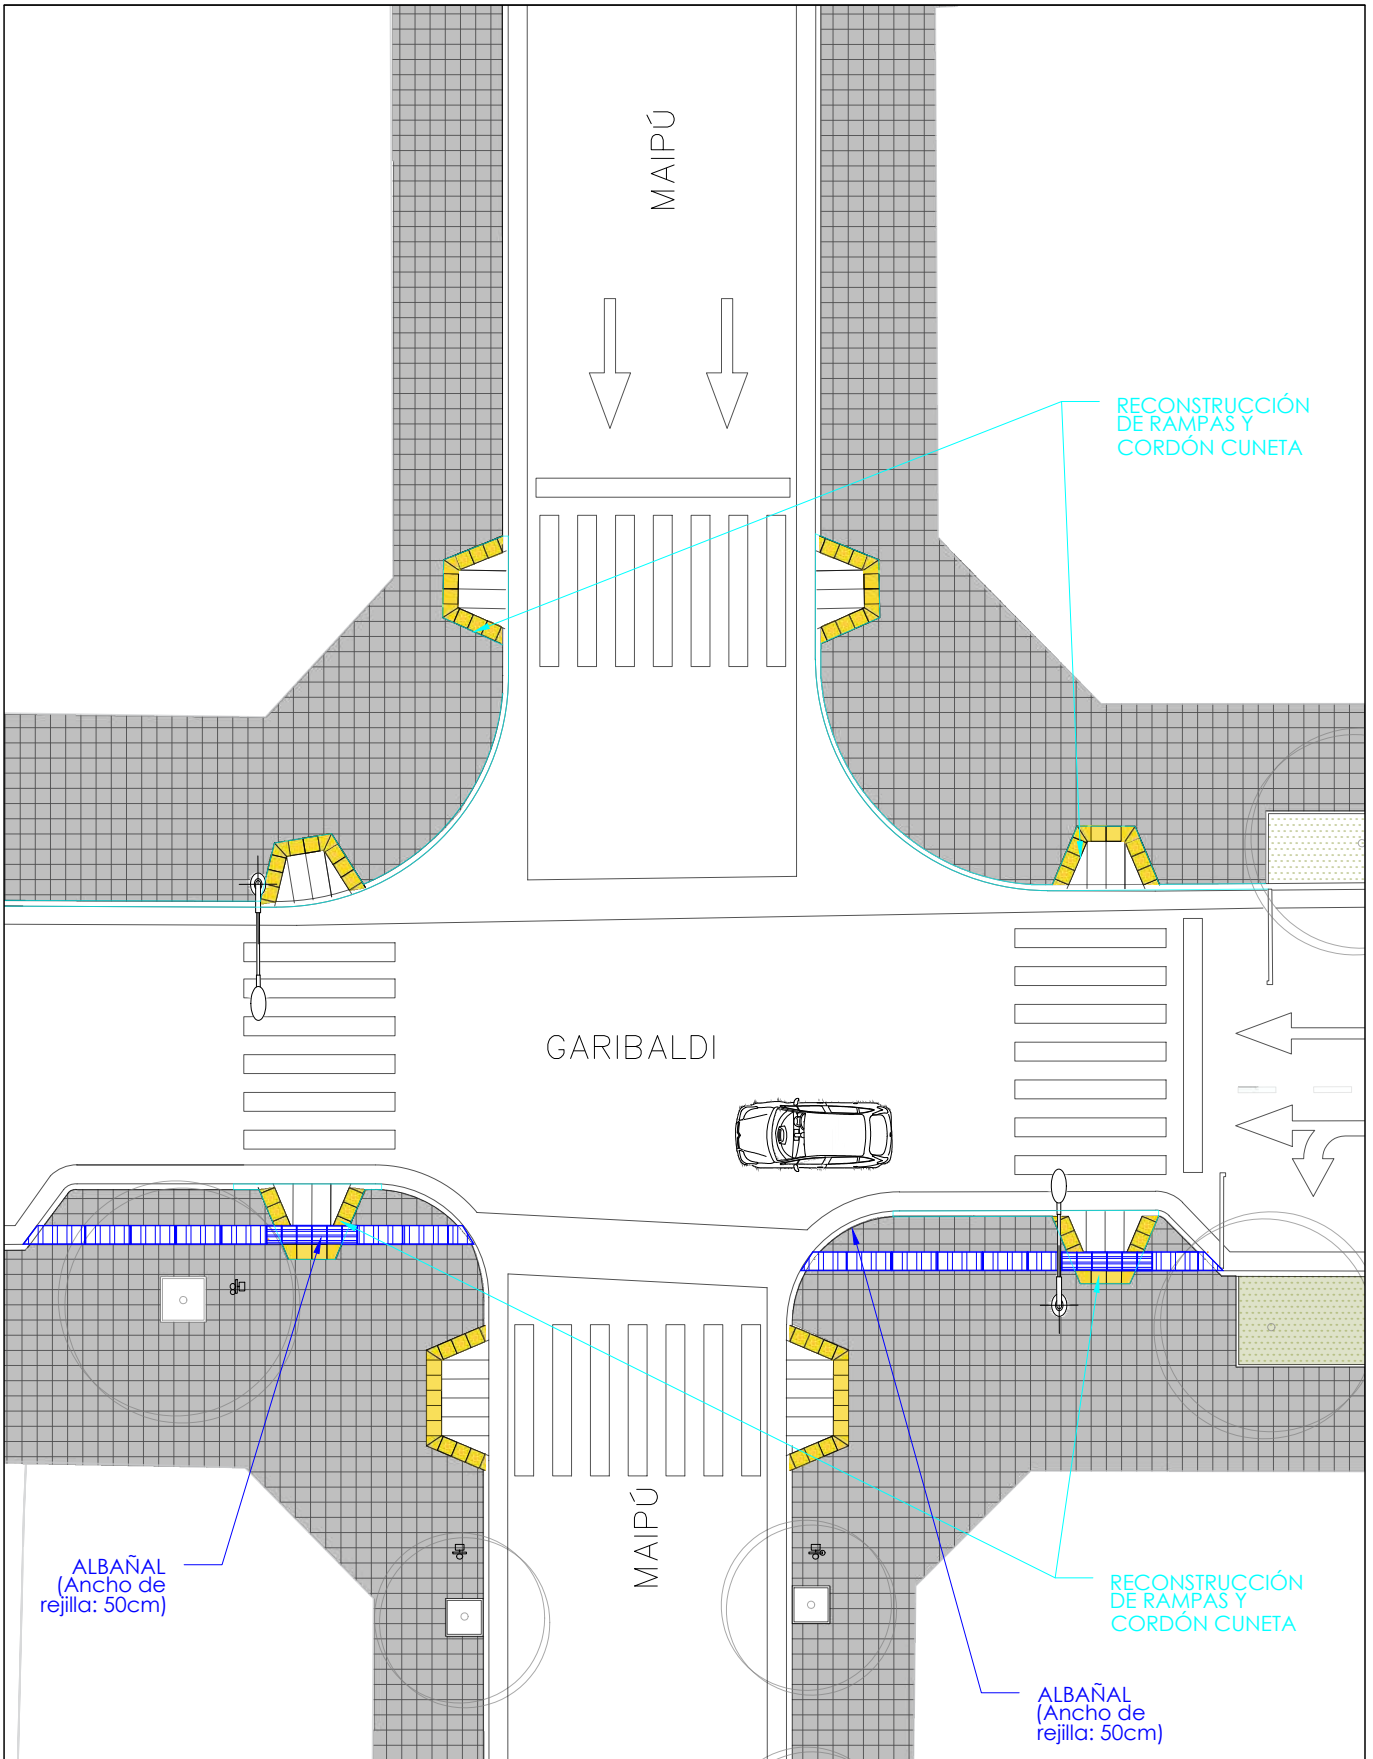 MAIPÚ
RECONSTRUCCIÓN
DE RAMPAS Y
CORDÓN CUNETA
GARIBALDI
MAIPÚ
ALBAÑAL
(Ancho de
rejilla: 50cm)
RECONSTRUCCIÓN
DE RAMPAS Y
CORDÓN CUNETA
ALBAÑAL
(Ancho de
rejilla: 50cm)